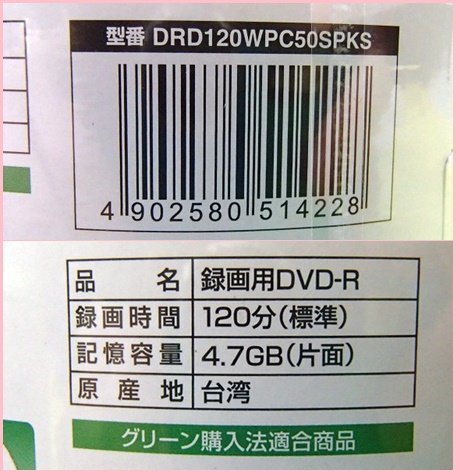 型番 DRD120WPC50SPKS
4 902580 514228
品名 録画用DVD-R
録画時間 120分(標準)
記憶容量 4.7GB(片面)
原産地 台湾
グリーン購入法適合商品